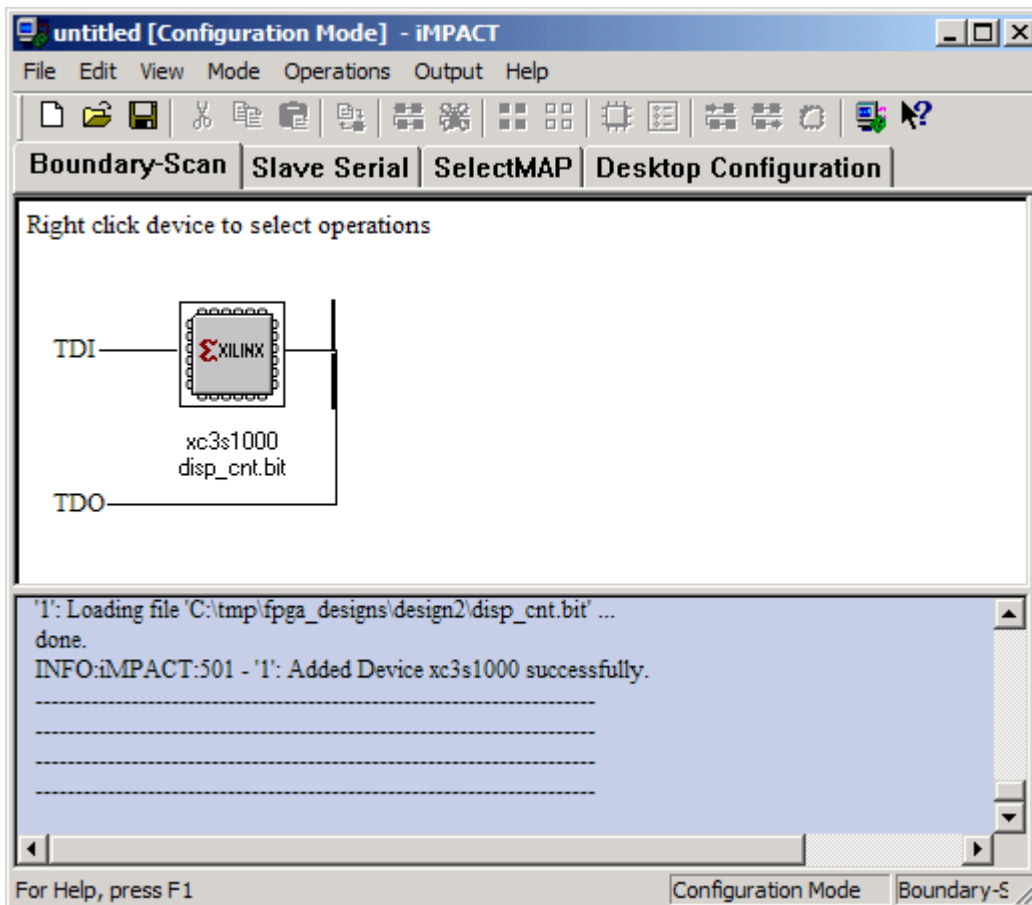 untitled [Configuration Mode] - iMPACT
File Edit View Mode Operations Output Help
Boundary-Scan Slave Serial SelectMAP Desktop Configuration
Right click device to select operations
TDI
XILINX
xc3s1000
disp_cnt.bit
TDO
'1': Loading file 'C:\tmp\fpga_designs\design2\disp_cnt.bit' ...
done.
INFO:iMPACT:501 - '1': Added Device xc3s1000 successfully.
----------------------------------------------------------------------
----------------------------------------------------------------------
----------------------------------------------------------------------
----------------------------------------------------------------------
For Help, press F1 Configuration Mode Boundary-S